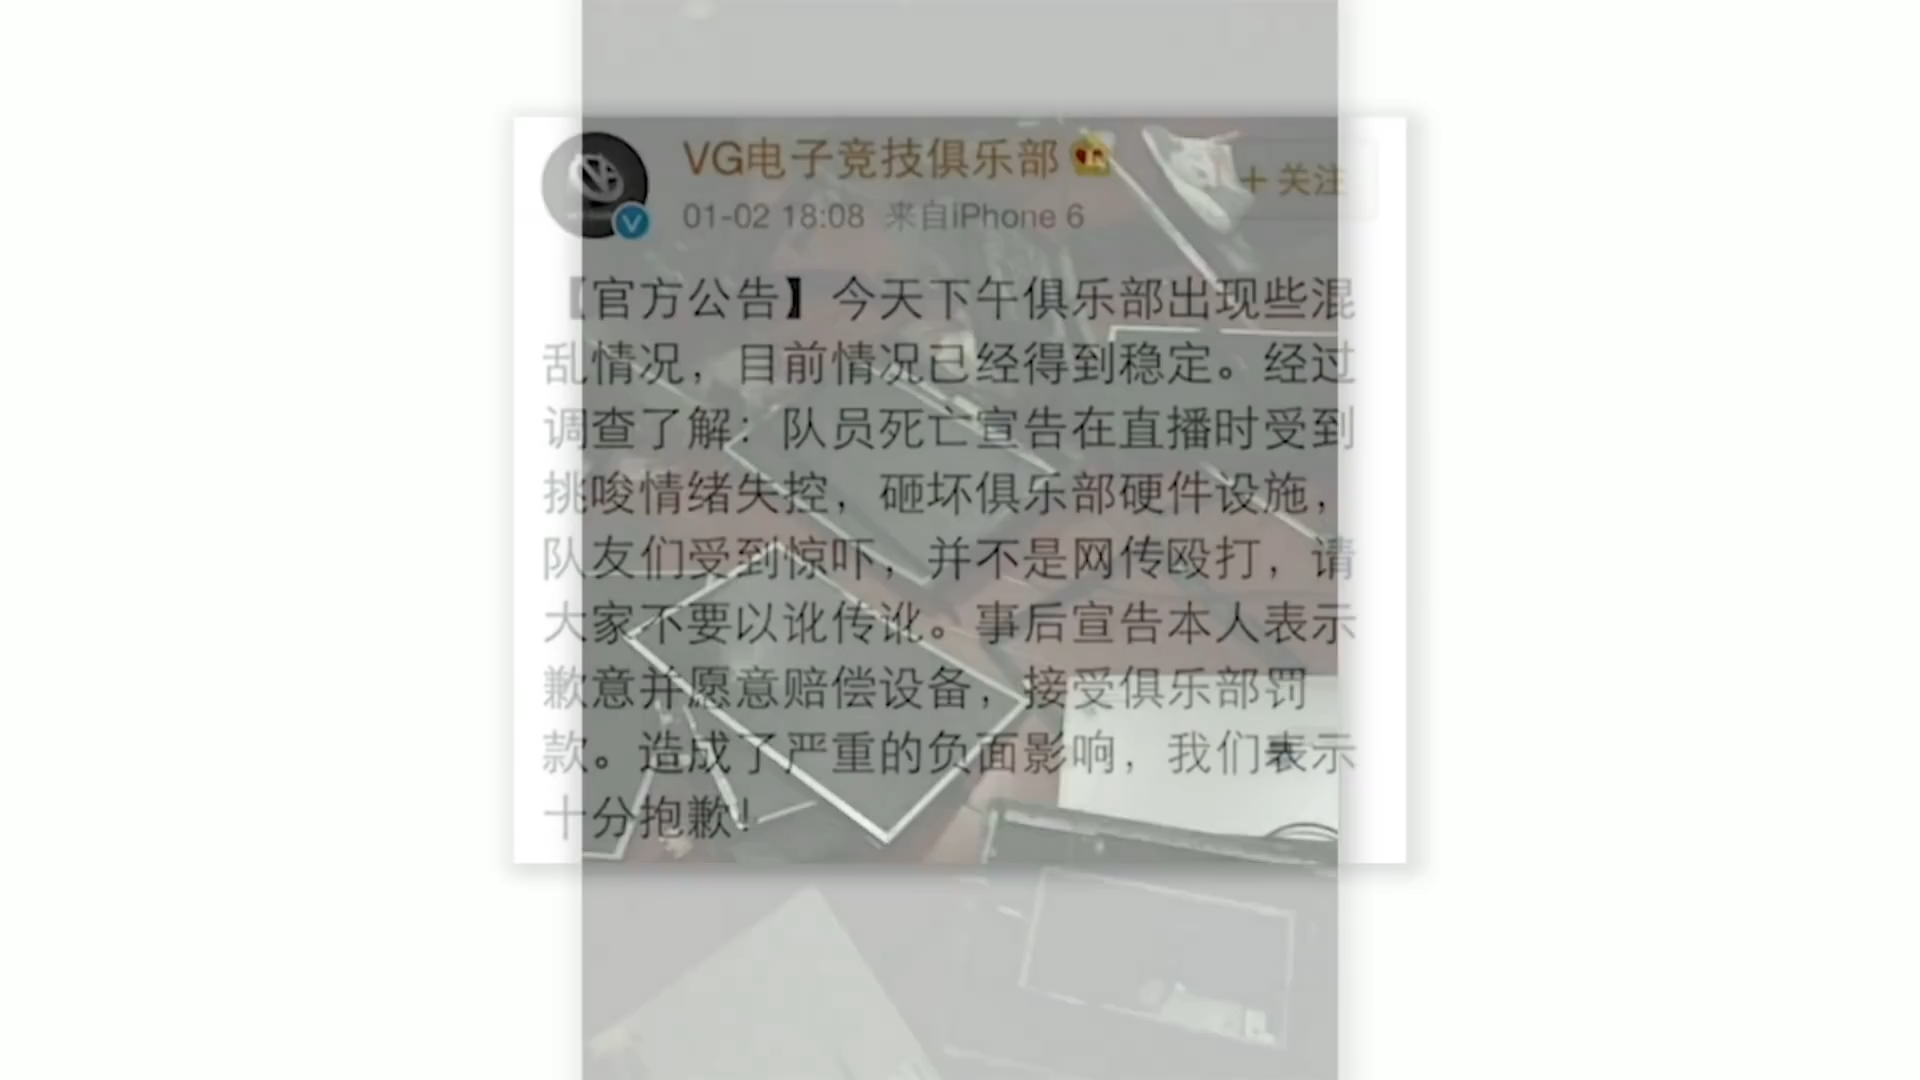 VG电子竞技俱乐部
+ 关注
01-02 18:08 来自iPhone 6
【官方公告】今天下午俱乐部出现些混
乱情况，目前情况已经得到稳定。经过
调查了解：队员死亡宣告在直播时受到
挑唆情绪失控，砸坏俱乐部硬件设施，
队友们受到惊吓，并不是网传殴打，请
大家不要以讹传讹。事后宣告本人表示
歉意并愿意赔偿设备，接受俱乐部罚
款。造成了严重的负面影响，我们表示
十分抱歉！